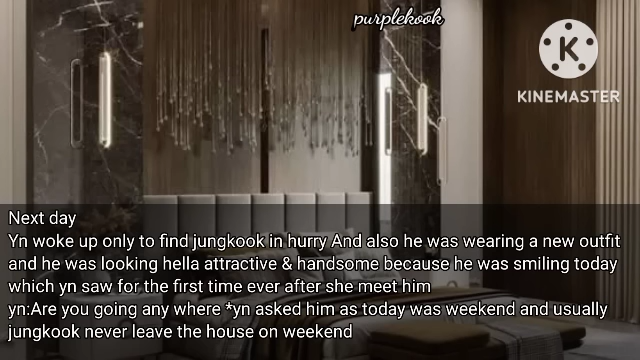 purplekook
KINEMASTER
Next day
Yn woke up only to find jungkook in hurry And also he was wearing a new outfit
and he was looking hella attractive & handsome because he was smiling today
which yn saw for the first time ever after she meet him
yn:Are you going any where *yn asked him as today was weekend and usually
jungkook never leave the house on weekend